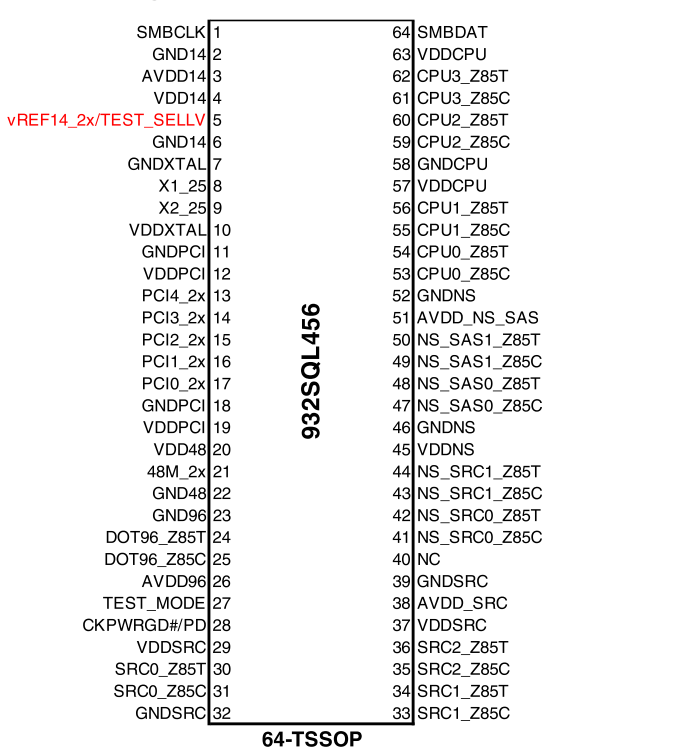 SMBCLK 1 64 SMBDAT
GND14 2 63 VDDCPU
AVDD14 3 62 CPU3_Z85T
VDD14 4 61 CPU3_Z85C
vREF14_2x/TEST_SELLV 5 60 CPU2_Z85T
GND14 6 59 CPU2_Z85C
GNDXTAL 7 58 GNDCPU
X1_25 8 57 VDDCPU
X2_25 9 56 CPU1_Z85T
VDDXTAL 10 55 CPU1_Z85C
GNDPCI 11 54 CPU0_Z85T
VDDPCI 12 53 CPU0_Z85C
PCI4_2x 13 52 GNDNS
PCI3_2x 14 51 AVDD_NS_SAS
PCI2_2x 15 50 NS_SAS1_Z85T
PCI1_2x 16 49 NS_SAS1_Z85C
PCI0_2x 17 48 NS_SAS0_Z85T
GNDPCI 18 47 NS_SAS0_Z85C
VDDPCI 19 46 GNDNS
VDD48 20 45 VDDNS
48M_2x 21 44 NS_SRC1_Z85T
GND48 22 43 NS_SRC1_Z85C
GND96 23 42 NS_SRC0_Z85T
DOT96_Z85T 24 41 NS_SRC0_Z85C
DOT96_Z85C 25 40 NC
AVDD96 26 39 GNDSRC
TEST_MODE 27 38 AVDD_SRC
CKPWRGD#/PD 28 37 VDDSRC
VDDSRC 29 36 SRC2_Z85T
SRC0_Z85T 30 35 SRC2_Z85C
SRC0_Z85C 31 34 SRC1_Z85T
GNDSRC 32 33 SRC1_Z85C
932SQL456
64-TSSOP